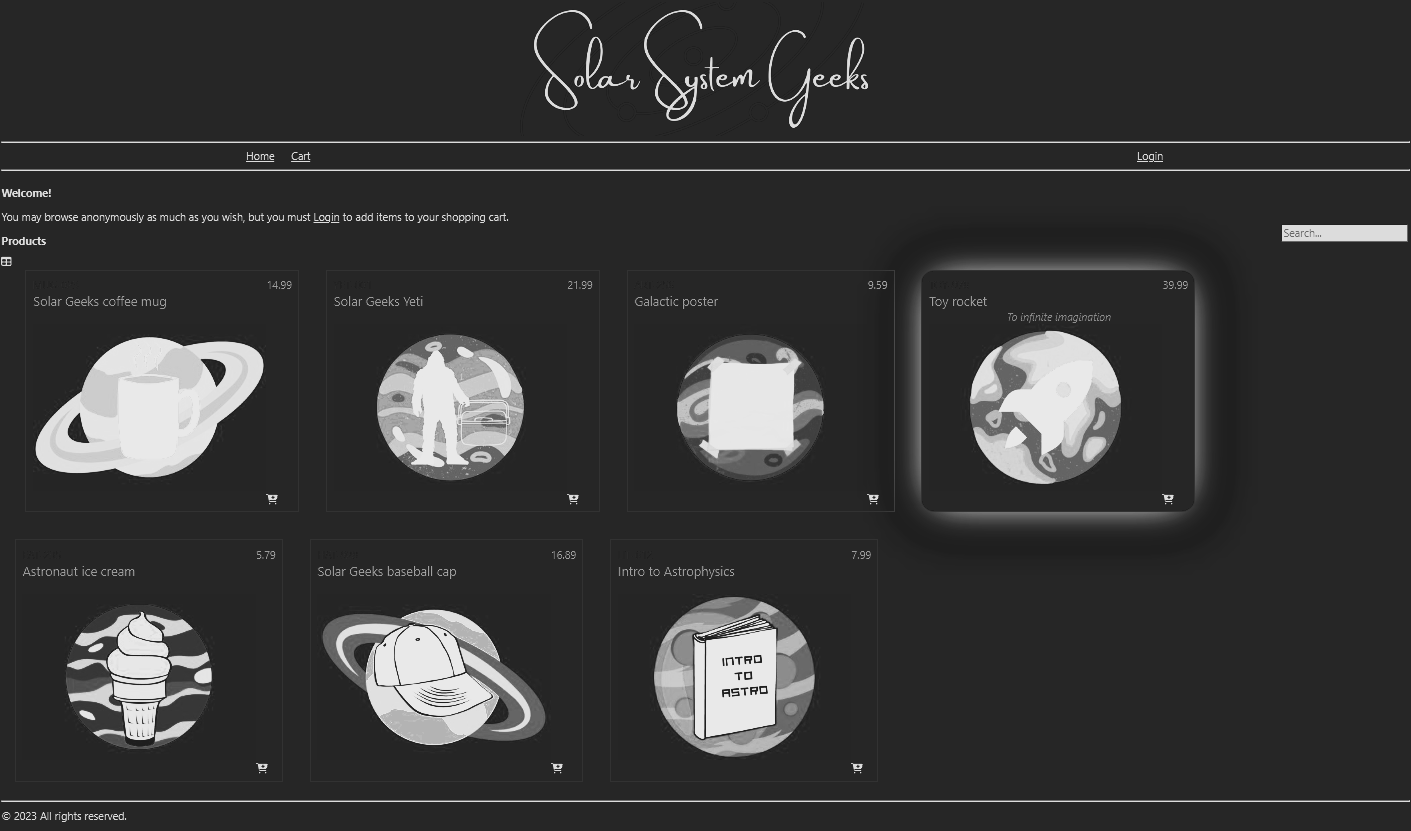 Solar System Geeks
Home Cart Login
Welcome!
You may browse anonymously as much as you wish, but you must Login to add items to your shopping cart.
Search...
Products
14.99
Solar Geeks coffee mug
21.99
Solar Geeks Yeti
9.59
Galactic poster
39.99
Toy rocket
To infinite imagination
5.79
Astronaut ice cream
16.89
Solar Geeks baseball cap
7.99
Intro to Astrophysics
INTRO
TO
ASTRO
© 2023 All rights reserved.